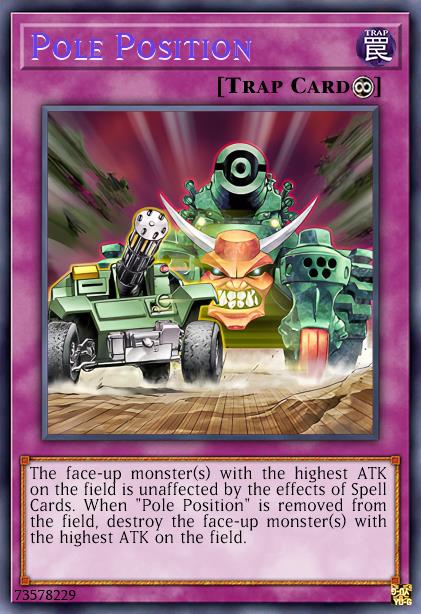 Pole Position
TRAP
罠
[Trap Card]
The face-up monster(s) with the highest ATK
on the field is unaffected by the effects of Spell
Cards. When "Pole Position" is removed from
the field, destroy the face-up monster(s) with
the highest ATK on the field.
73578229